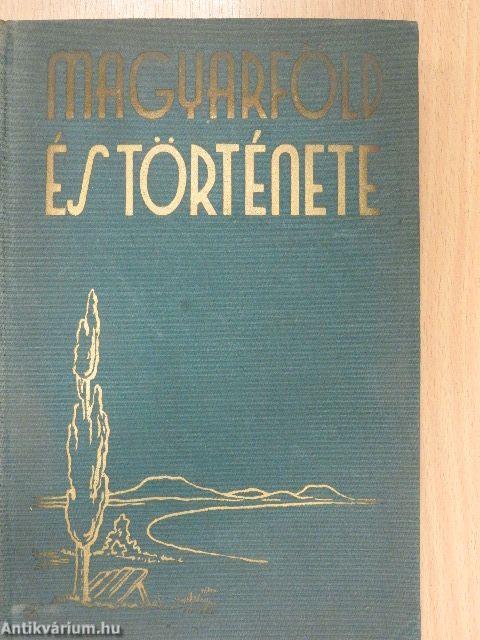 MAGYARFÖLD
ÉS TÖRTÉNETE
Antikvárium.hu